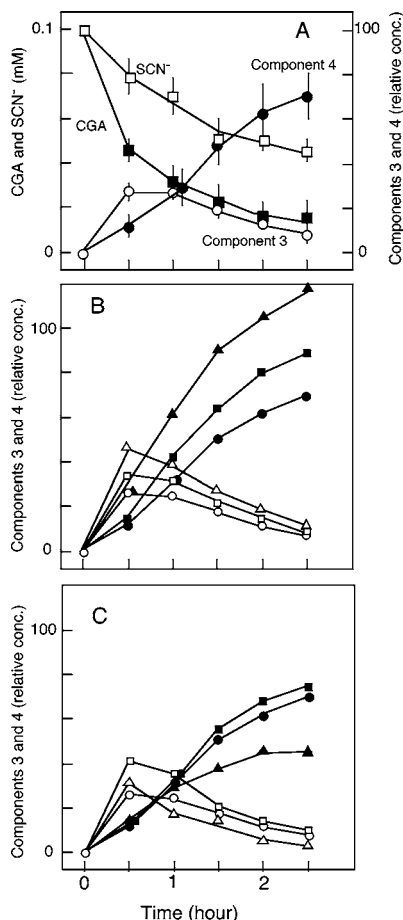 A
0.1
100
SCN⁻
Component 4
CGA
Component 3
0
0
CGA and SCN⁻ (mM)
Components 3 and 4 (relative conc.)
B
100
0
Components 3 and 4 (relative conc.)
C
100
0
Components 3 and 4 (relative conc.)
0 1 2 3
Time (hour)